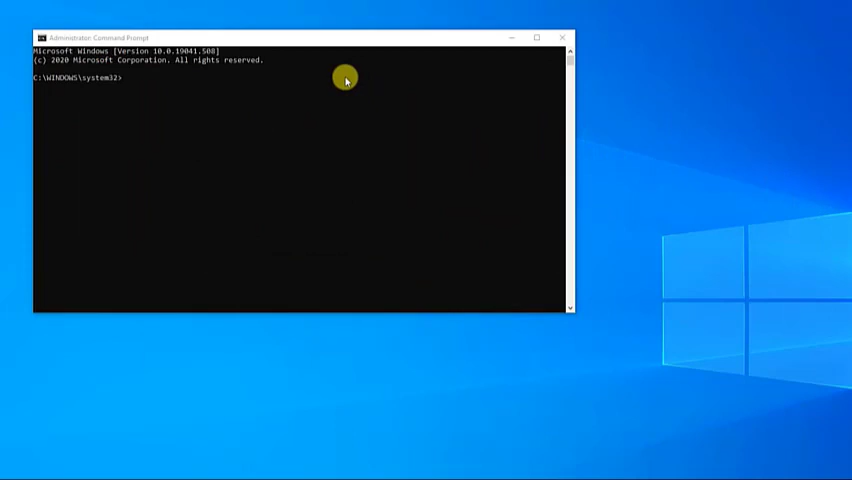 Administrator: Command Prompt
Microsoft Windows [Version 10.0.19041.508]
(c) 2020 Microsoft Corporation. All rights reserved.
C:\WINDOWS\system32>